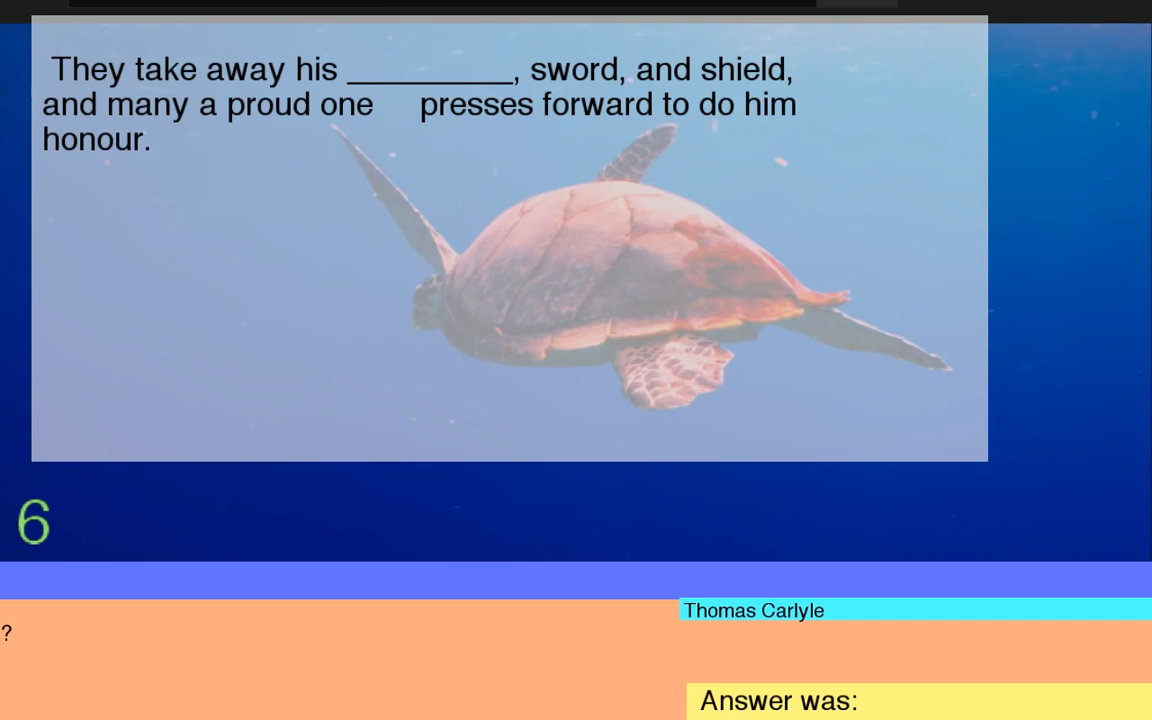 They take away his __________, sword, and shield,
and many a proud one presses forward to do him
honour.
6
Thomas Carlyle
?
Answer was: